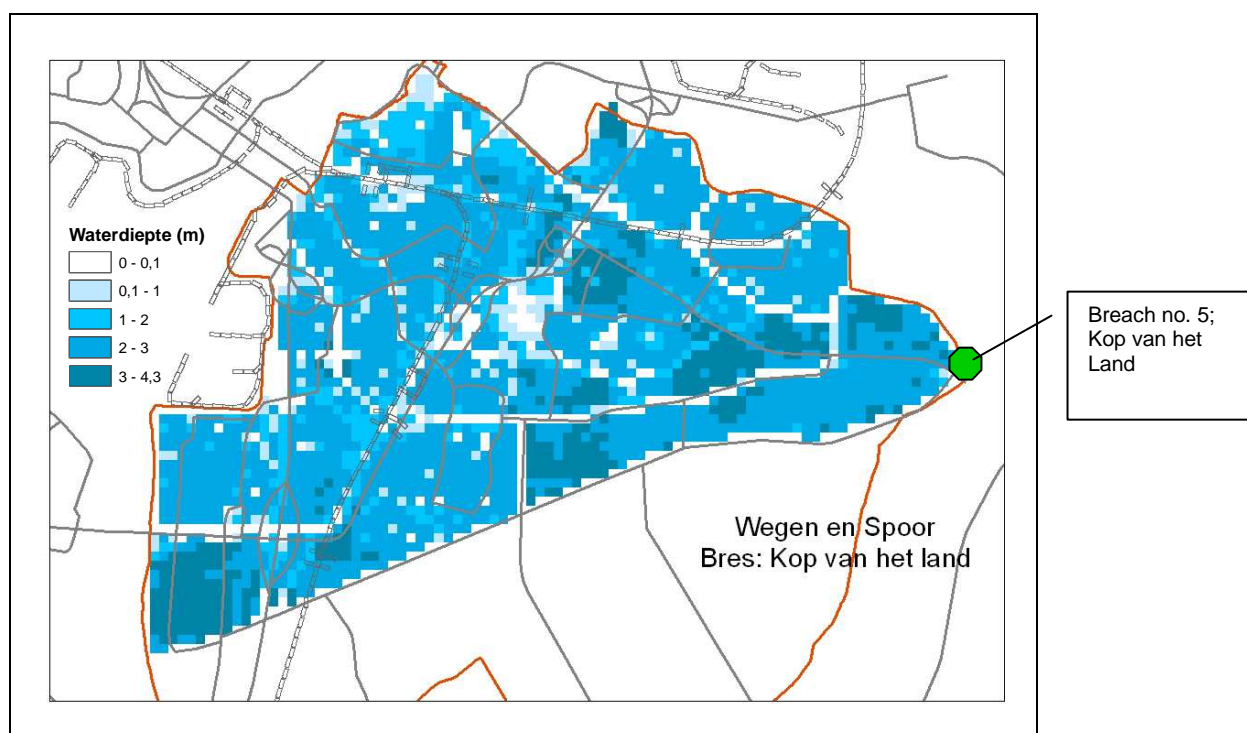 Waterdiepte (m)
0 - 0,1
0,1 - 1
1 - 2
2 - 3
3 - 4,3
Wegen en Spoor
Bres: Kop van het land
Breach no. 5;
Kop van het
Land